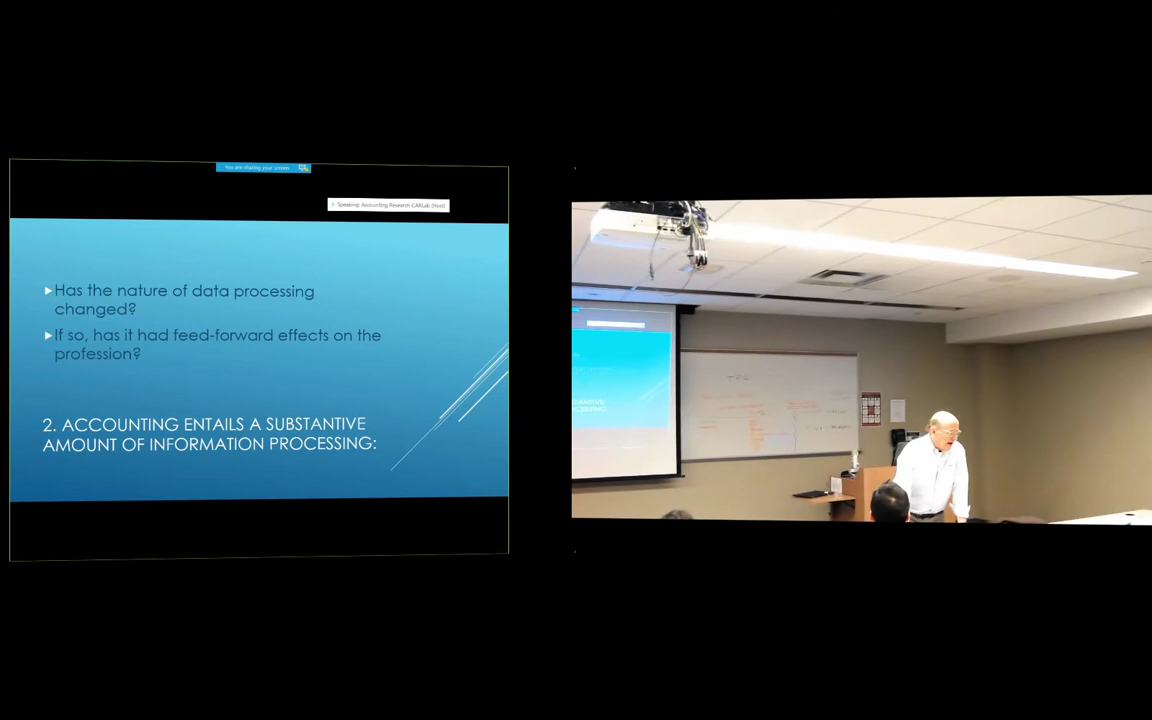 You are sharing your screen
Speaking: Accounting Research CARLab (Host)
Has the nature of data processing
changed?
If so, has it had feed-forward effects on the
profession?
2. ACCOUNTING ENTAILS A SUBSTANTIVE
AMOUNT OF INFORMATION PROCESSING: